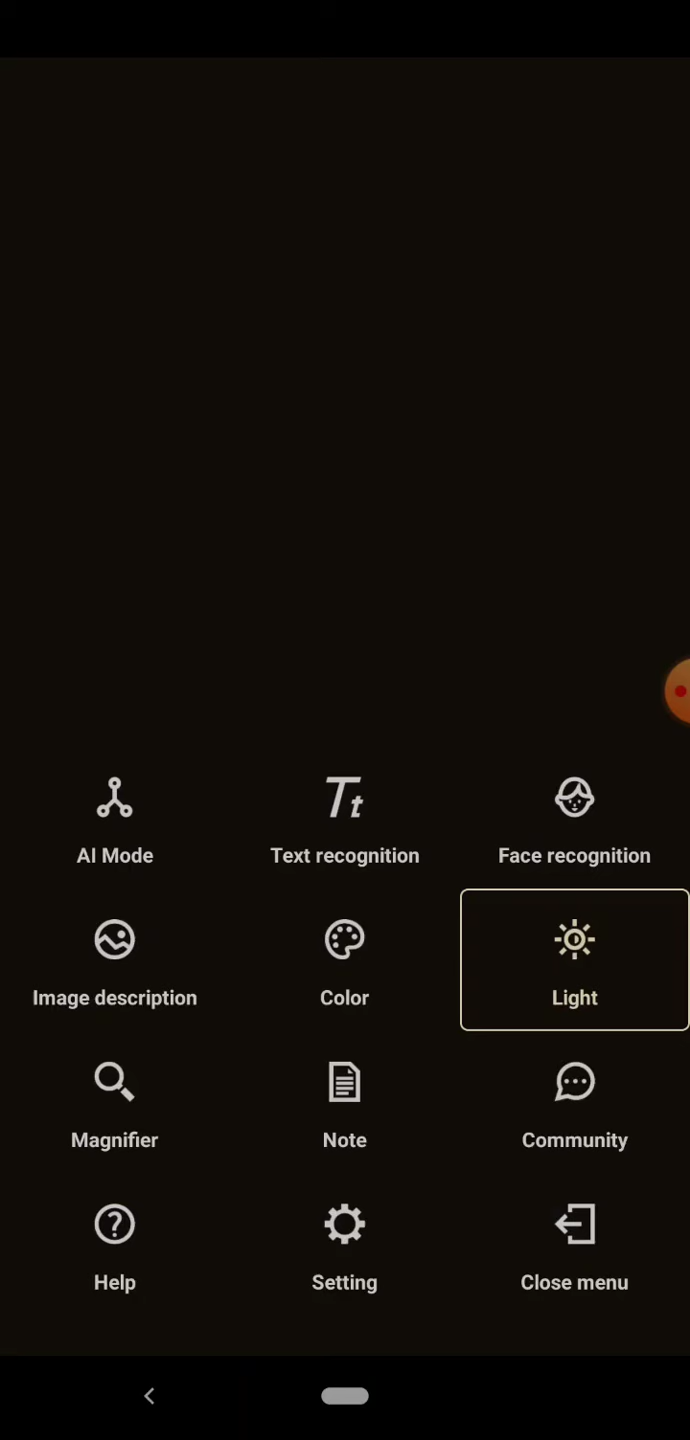 AI Mode
Text recognition
Face recognition
Image description
Color
Light
Magnifier
Note
Community
Help
Setting
Close menu